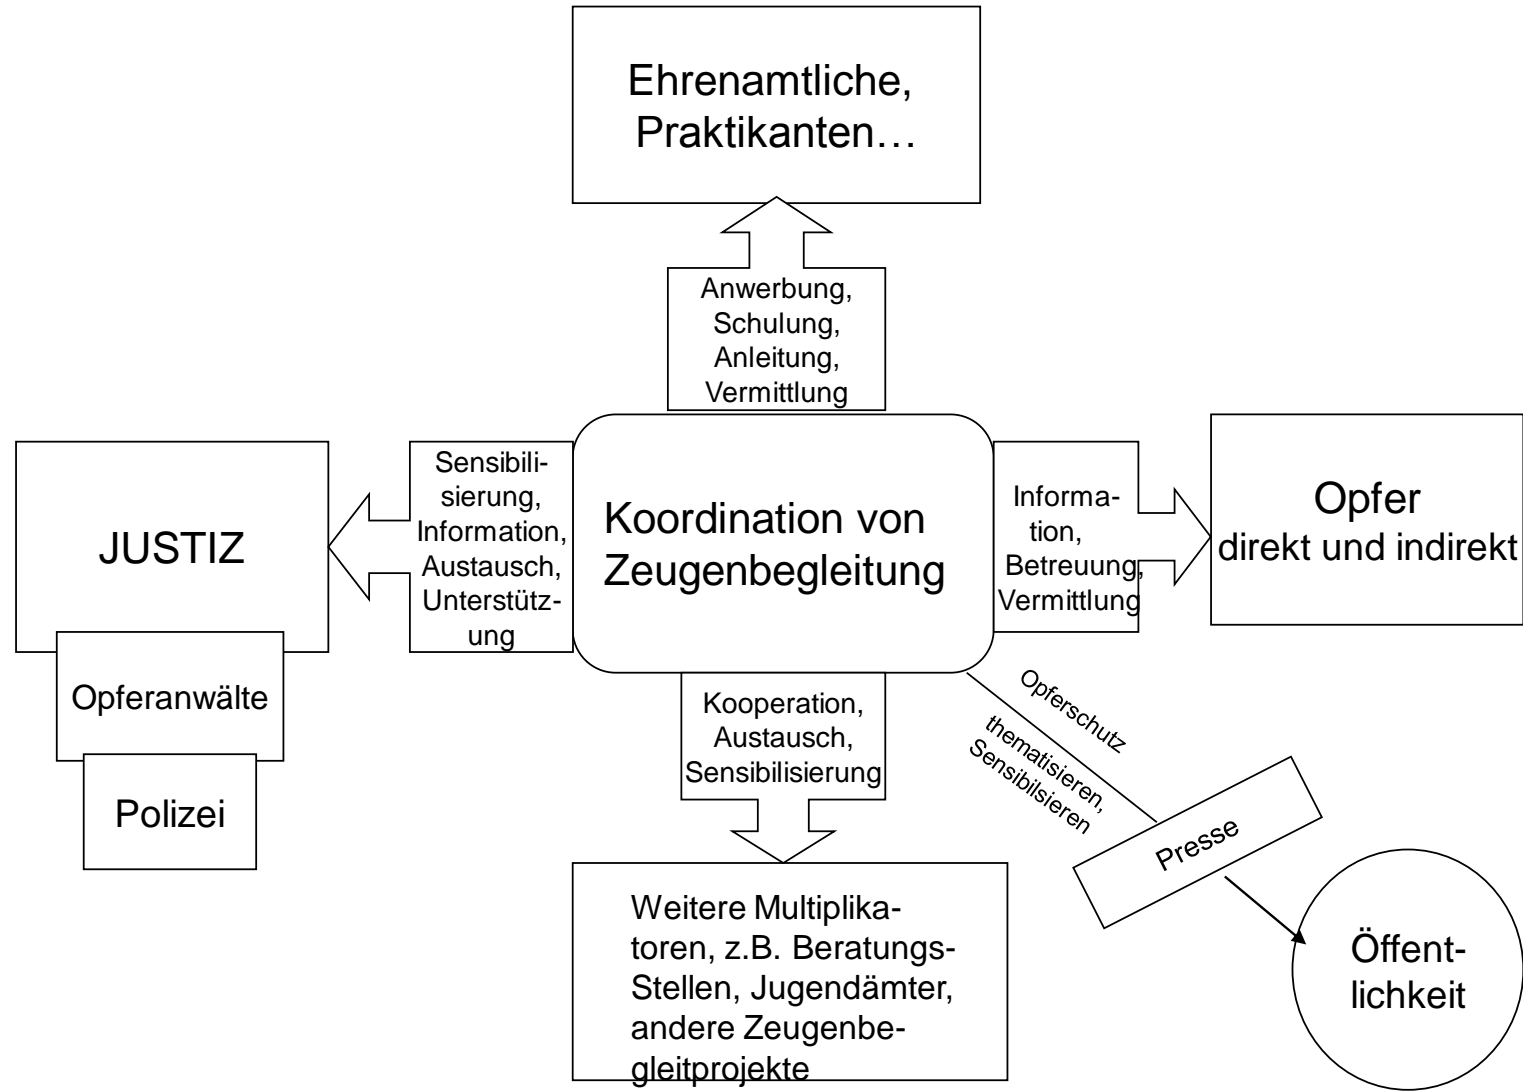 Ehrenamtliche,
Praktikanten…
Anwerbung,
Schulung,
Anleitung,
Vermittlung
JUSTIZ
Opferanwälte
Polizei
Sensibili-
sierung,
Information,
Austausch,
Unterstütz-
ung
Koordination von
Zeugenbegleitung
Informa-
tion,
Betreuung,
Vermittlung
Opfer
direkt und indirekt
Kooperation,
Austausch,
Sensibilisierung
Opferschutz
thematisieren,
Sensibilsieren
Presse
Öffent-
lichkeit
Weitere Multiplika-
toren, z.B. Beratungs-
Stellen, Jugendämter,
andere Zeugenbe-
gleitprojekte